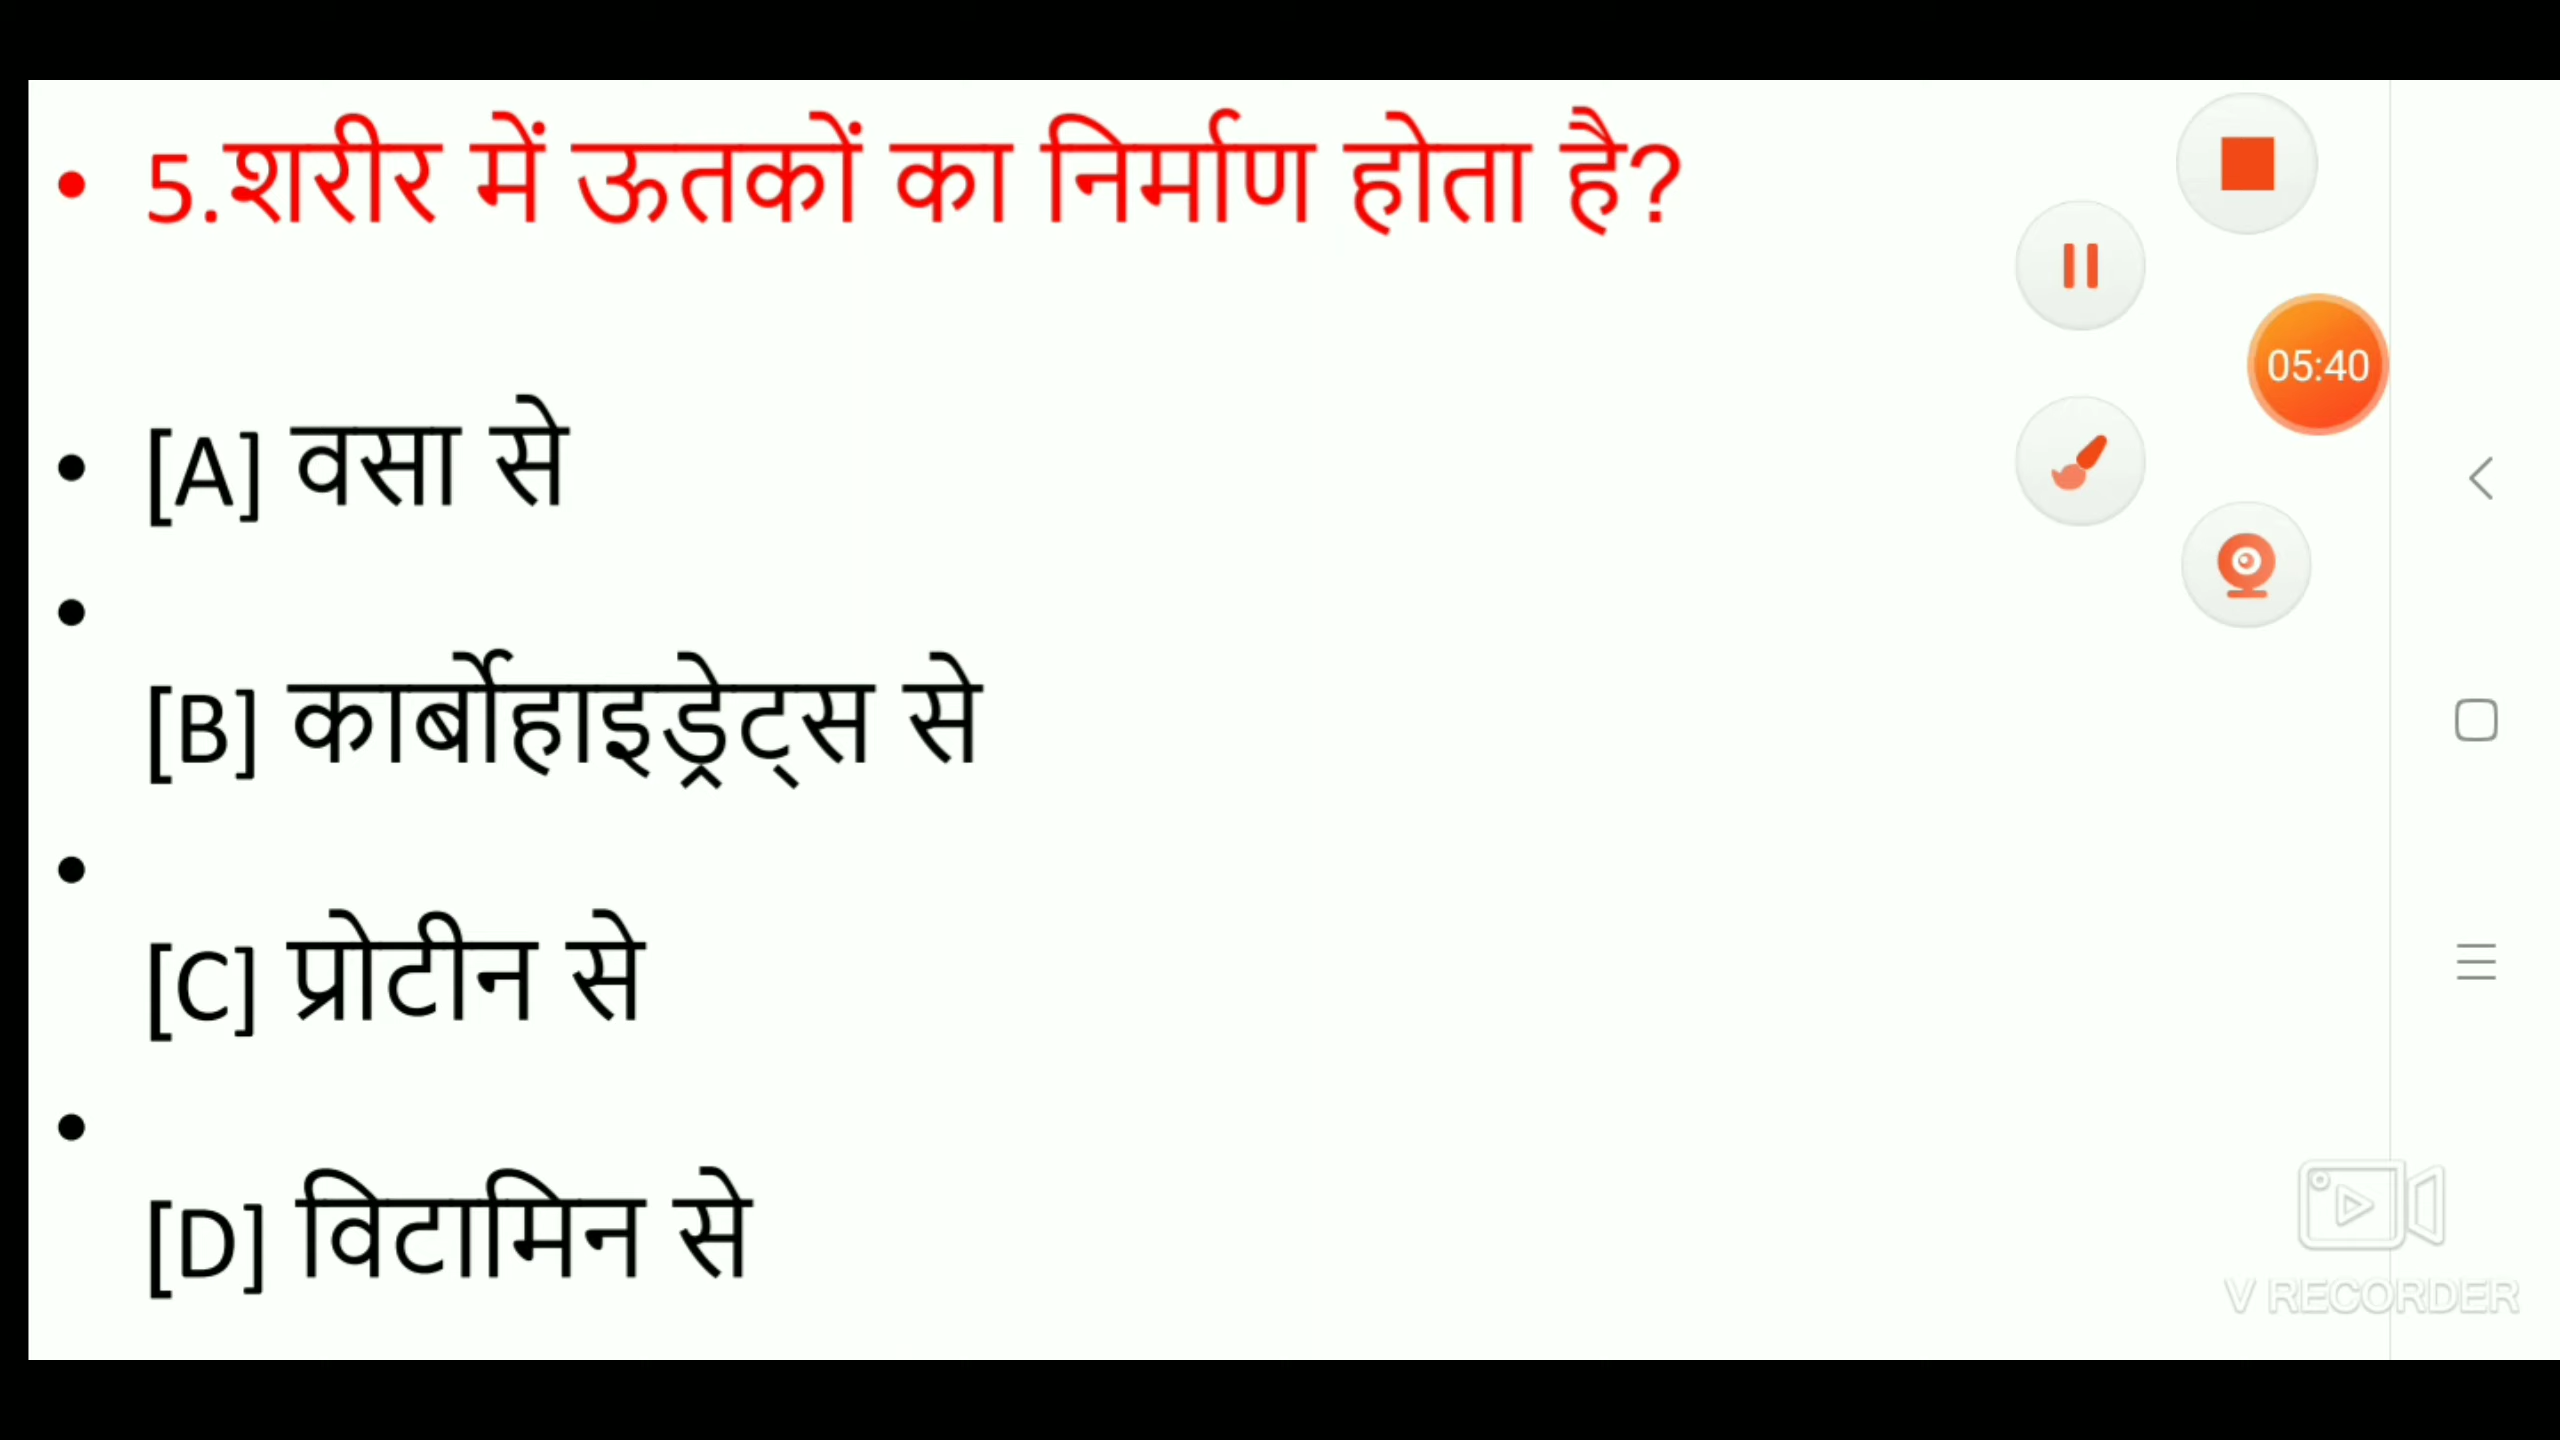 • 5.शरीर में ऊतकों का निर्माण होता है?
05:40
• [A] वसा से
•
[B] कार्बोहाइड्रेट्स से
•
[C] प्रोटीन से
•
[D] विटामिन से
V RECORDER